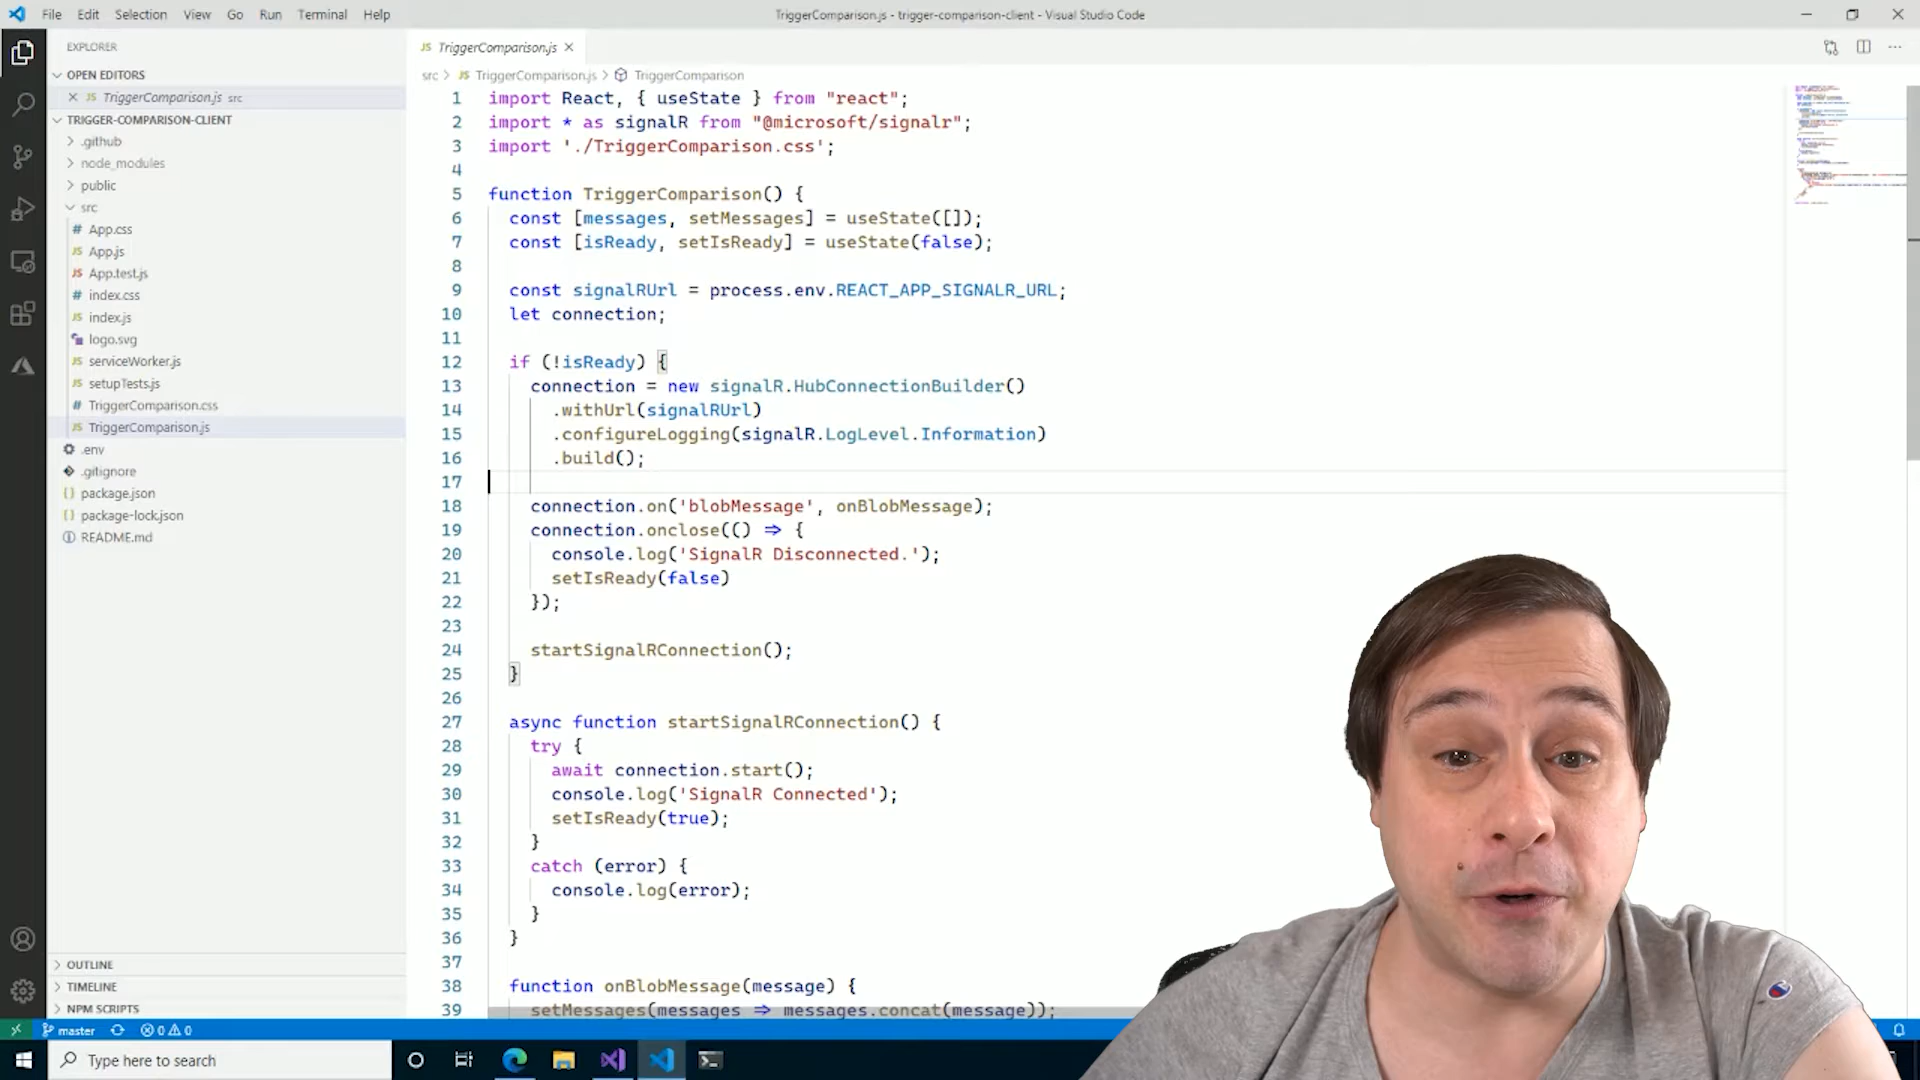 File Edit Selection View Go Run Terminal Help
TriggerComparison.js - trigger-comparison-client - Visual Studio Code
EXPLORER
OPEN EDITORS
JS TriggerComparison.js src
TRIGGER-COMPARISON-CLIENT
.github
node_modules
public
src
# App.css
JS App.js
JS App.test.js
# index.css
JS index.js
logo.svg
JS serviceWorker.js
JS setupTests.js
# TriggerComparison.css
JS TriggerComparison.js
.env
.gitignore
{} package.json
{} package-lock.json
README.md
OUTLINE
TIMELINE
NPM SCRIPTS
JS TriggerComparison.js
src > JS TriggerComparison.js > TriggerComparison
1 import React, { useState } from "react";
2 import * as signalR from "@microsoft/signalr";
3 import './TriggerComparison.css';
4
5 function TriggerComparison() {
6 const [messages, setMessages] = useState([]);
7 const [isReady, setIsReady] = useState(false);
8
9 const signalRUrl = process.env.REACT_APP_SIGNALR_URL;
10 let connection;
11
12 if (!isReady) {
13 connection = new signalR.HubConnectionBuilder()
14 .withUrl(signalRUrl)
15 .configureLogging(signalR.LogLevel.Information)
16 .build();
17
18 connection.on('blobMessage', onBlobMessage);
19 connection.onclose(() => {
20 console.log('SignalR Disconnected.');
21 setIsReady(false)
22 });
23
24 startSignalRConnection();
25 }
26
27 async function startSignalRConnection() {
28 try {
29 await connection.start();
30 console.log('SignalR Connected');
31 setIsReady(true);
32 }
33 catch (error) {
34 console.log(error);
35 }
36 }
37
38 function onBlobMessage(message) {
39 setMessages(messages => messages.concat(message));
master 0 0
Type here to search